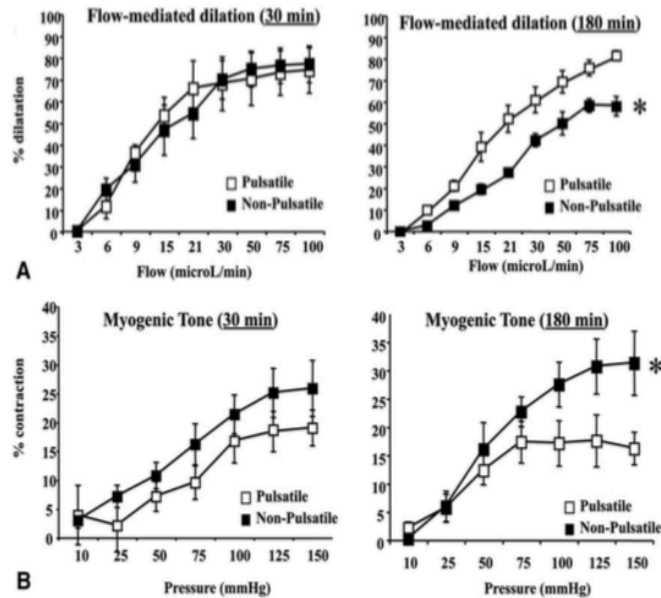 Flow-mediated dilation (30 min)
% dilatation
100
90
80
70
60
50
40
30
20
10
0
Pulsatile
Non-Pulsatile
3 6 9 15 21 30 50 75 100
Flow (microL/min)
A
Flow-mediated dilation (180 min)
100
90
80
70
60
50
40
30
20
10
0
*
Pulsatile
Non-Pulsatile
3 6 9 15 21 30 50 75 100
Flow (microL/min)
Myogenic Tone (30 min)
% contraction
40
35
30
25
20
15
10
5
0
Pulsatile
Non-Pulsatile
10 25 50 75 100 125 150
Pressure (mmHg)
B
Myogenic Tone (180 min)
40
35
30
25
20
15
10
5
0
*
Pulsatile
Non-Pulsatile
10 25 50 75 100 125 150
Pressure (mmHg)